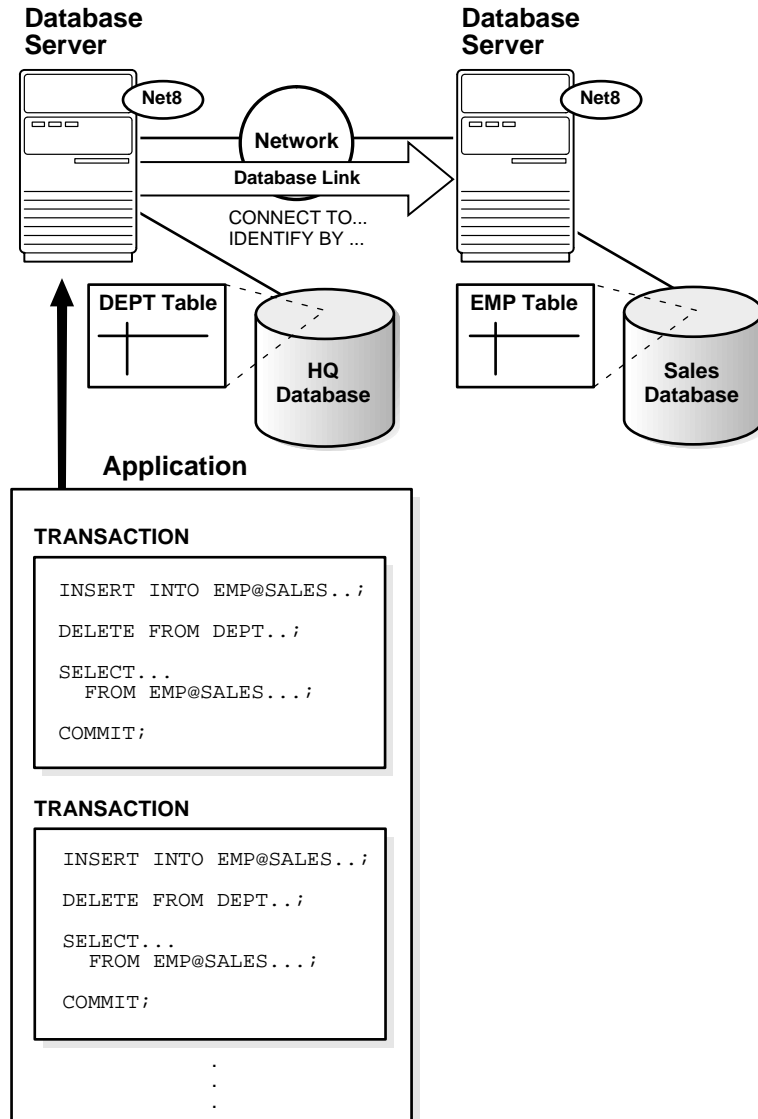 Database
Server
Database
Server
Net8
Net8
Network
Database Link
CONNECT TO...
IDENTIFY BY ...
DEPT Table
EMP Table
HQ
Database
Sales
Database
Application
TRANSACTION
INSERT INTO EMP@SALES..;
DELETE FROM DEPT..;
SELECT...
FROM EMP@SALES...;
COMMIT;
TRANSACTION
INSERT INTO EMP@SALES..;
DELETE FROM DEPT..;
SELECT...
FROM EMP@SALES...;
COMMIT;
.
.
.